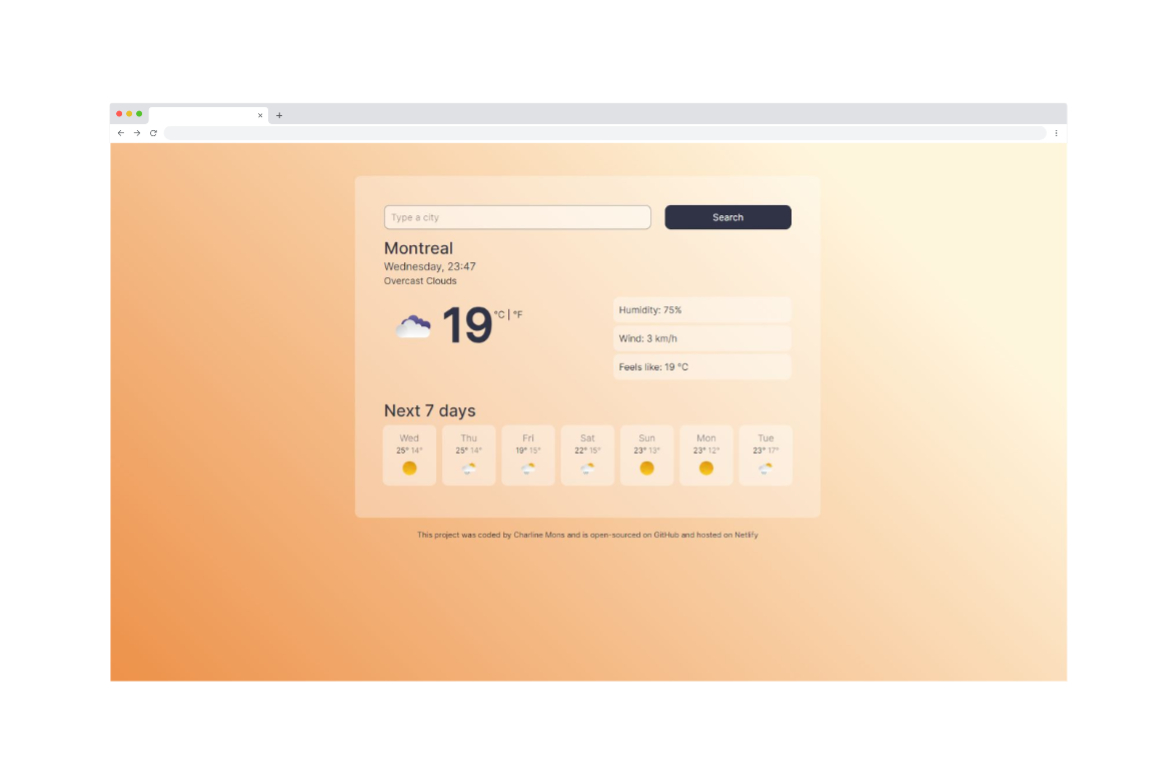 Type a city
Search
Montreal
Wednesday, 23:47
Overcast Clouds
19 °C | °F
Humidity: 75%
Wind: 3 km/h
Feels like: 19 °C
Next 7 days
Wed Thu Fri Sat Sun Mon Tue
25° 14° 25° 14° 19° 15° 22° 15° 23° 13° 23° 12° 23° 17°
This project was coded by Charline Mons and is open-sourced on GitHub and hosted on Netlify